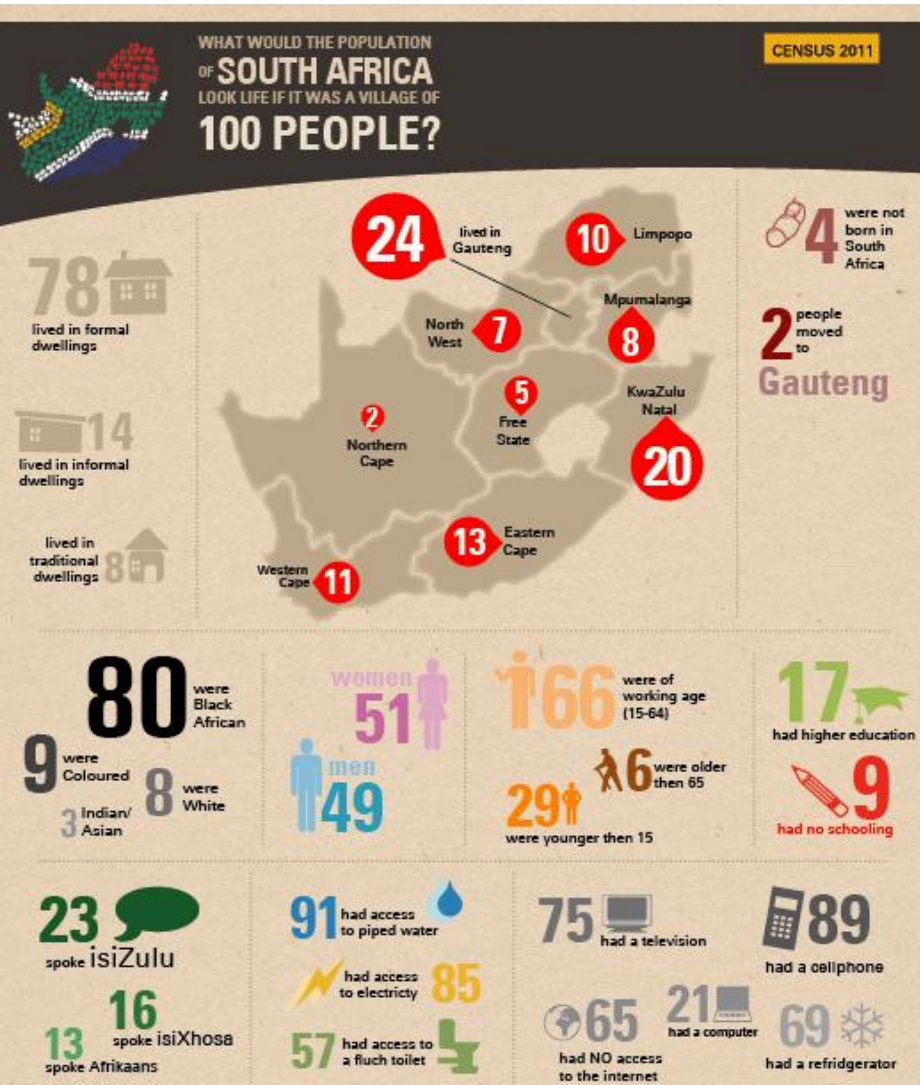 WHAT WOULD THE POPULATION
OF SOUTH AFRICA
LOOK LIFE IF IT WAS A VILLAGE OF
100 PEOPLE?
CENSUS 2011
78
lived in formal
dwellings
14
lived in informal
dwellings
lived in
traditional
dwellings
8
24
lived in
Gauteng
10
Limpopo
Mpumalanga
8
North
West
7
5
Free
State
KwaZulu
Natal
20
2
Northern
Cape
13
Eastern
Cape
Western
Cape
11
4
were not
born in
South
Africa
2
people
moved
to
Gauteng
80
were
Black
African
9
were
Coloured
8
were
White
3
Indian/
Asian
women
51
men
49
66
were of
working age
(15-64)
6
were older
then 65
29
were younger then 15
17
had higher education
9
had no schooling
23
spoke isiZulu
16
spoke isiXhosa
13
spoke Afrikaans
91
had access
to piped water
had access
to electricty
85
57
had access to
a fluch toilet
75
had a television
89
had a cellphone
65
had NO access
to the internet
21
had a computer
69
had a refridgerator